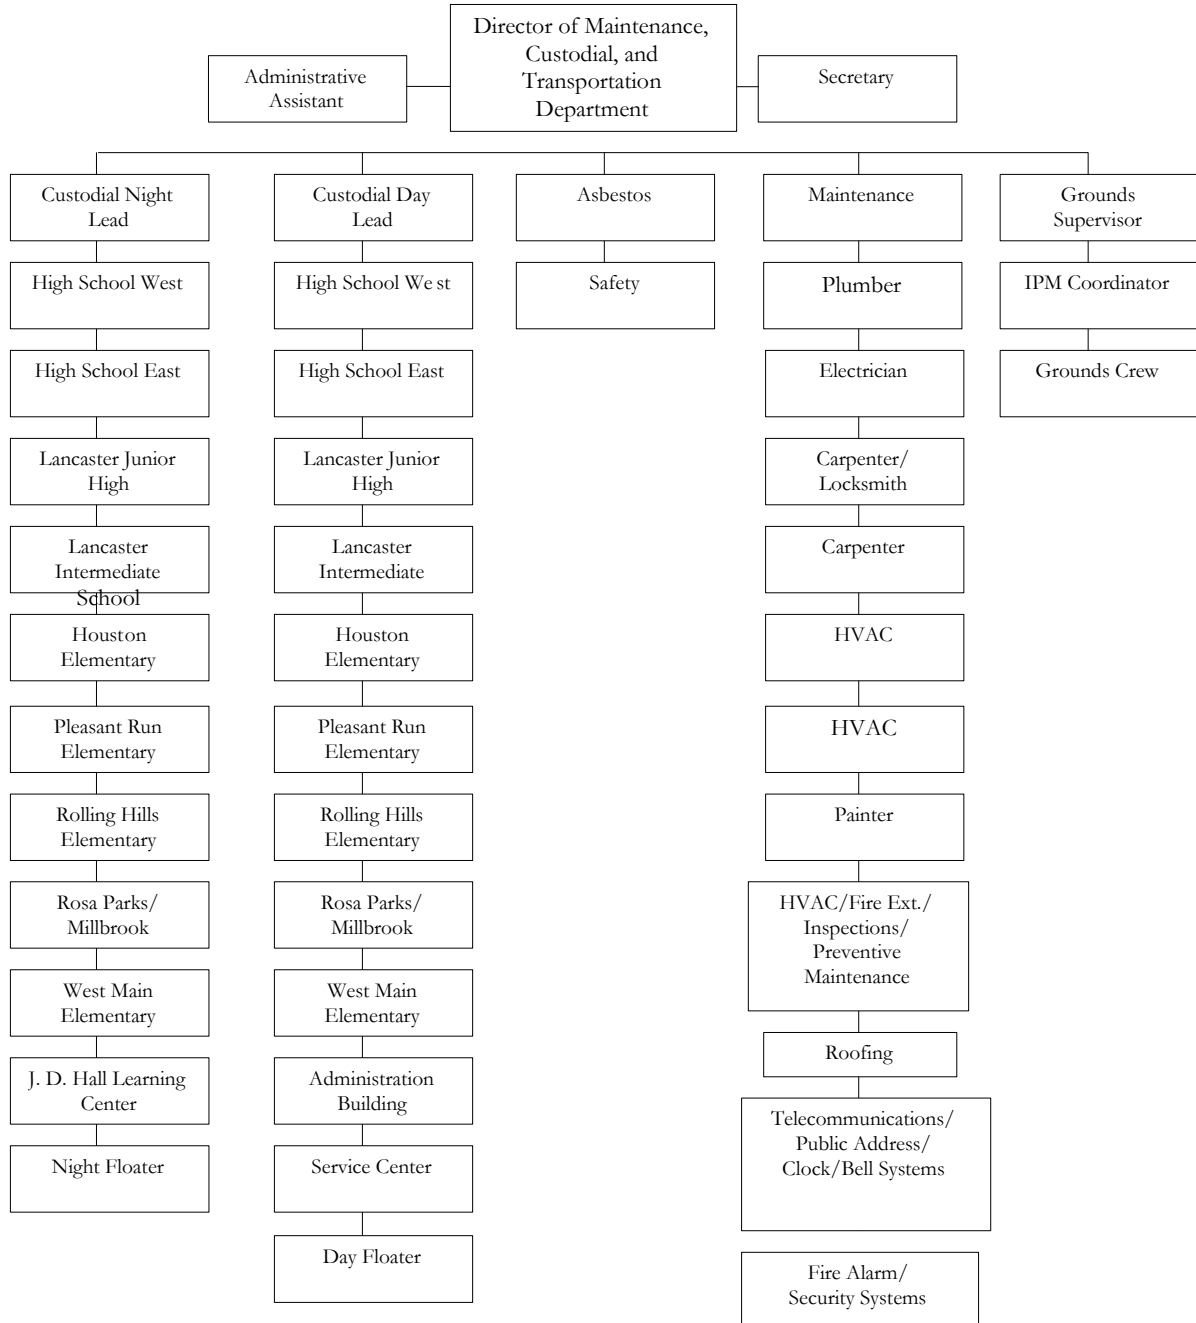 Director of Maintenance,
Custodial, and
Transportation
Department
Administrative
Assistant
Secretary
Custodial Night
Lead
High School West
High School East
Lancaster Junior
High
Lancaster
Intermediate
School
Houston
Elementary
Pleasant Run
Elementary
Rolling Hills
Elementary
Rosa Parks/
Millbrook
West Main
Elementary
J. D. Hall Learning
Center
Night Floater
Custodial Day
Lead
High School We st
High School East
Lancaster Junior
High
Lancaster
Intermediate
Houston
Elementary
Pleasant Run
Elementary
Rolling Hills
Elementary
Rosa Parks/
Millbrook
West Main
Elementary
Administration
Building
Service Center
Day Floater
Asbestos
Safety
Maintenance
Plumber
Electrician
Carpenter/
Locksmith
Carpenter
HVAC
HVAC
Painter
HVAC/Fire Ext./
Inspections/
Preventive
Maintenance
Roofing
Telecommunications/
Public Address/
Clock/Bell Systems
Fire Alarm/
Security Systems
Grounds
Supervisor
IPM Coordinator
Grounds Crew